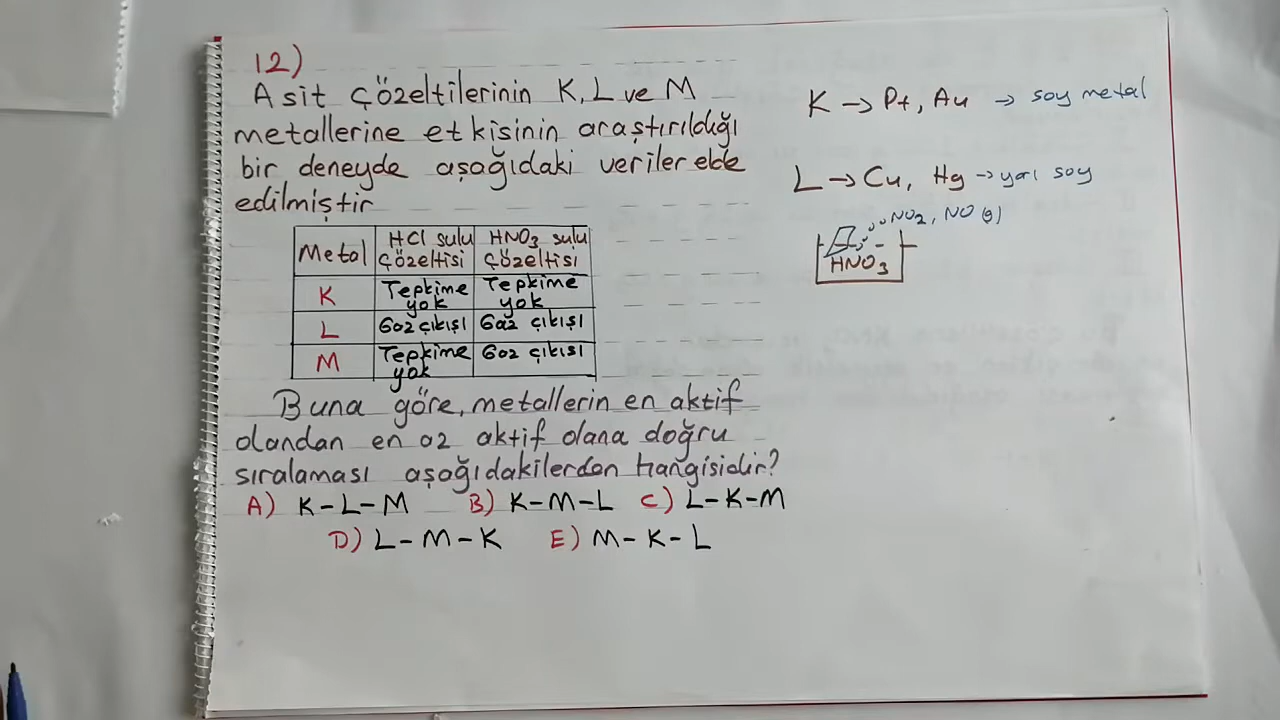 12)
Asit çözeltilerinin K, L ve M
metallerine etkisinin araştırıldığı
bir deneyde aşağıdaki veriler elde
edilmiştir
Metal HCl sulu çözeltisi HNO3 sulu çözeltisi
K Tepkime yok Tepkime yok
L Gaz çıkışı Gaz çıkışı
M Tepkime yok Gaz çıkışı
Buna göre, metallerin en aktif
olandan en az aktif olana doğru
sıralaması aşağıdakilerden hangisidir?
A) K-L-M B) K-M-L C) L-K-M
D) L-M-K E) M-K-L
K → Pt, Au → soy metal
L → Cu, Hg → yarı soy
NO2, NO (g)
HNO3